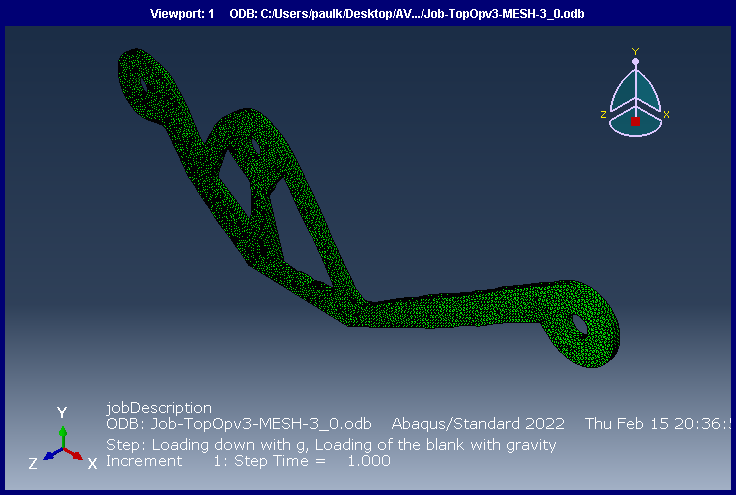 Viewport: 1 ODB: C:/Users/paulk/Desktop/AV.../Job-TopOpv3-MESH-3_0.odb
Y
Z X
jobDescription
ODB: Job-TopOpv3-MESH-3_0.odb Abaqus/Standard 2022 Thu Feb 15 20:36:
Step: Loading down with g, Loading of the blank with gravity
Increment 1: Step Time = 1.000
Y
Z X